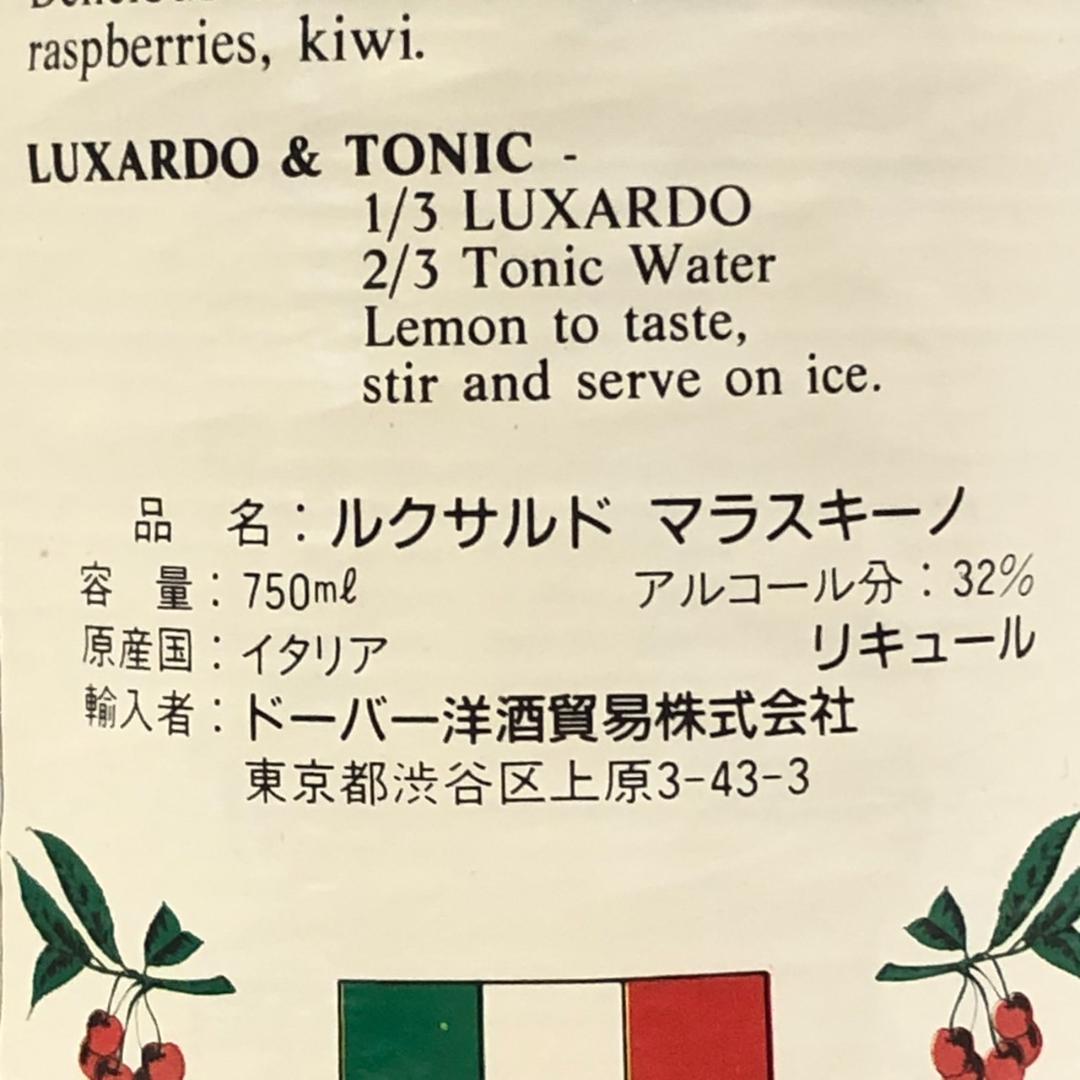 raspberries, kiwi.
LUXARDO & TONIC -
1/3 LUXARDO
2/3 Tonic Water
Lemon to taste,
stir and serve on ice.
品 名：ルクサルド マラスキーノ
容 量：750mℓ アルコール分：32%
原産国：イタリア リキュール
輸入者：ドーバー洋酒貿易株式会社
東京都渋谷区上原3-43-3